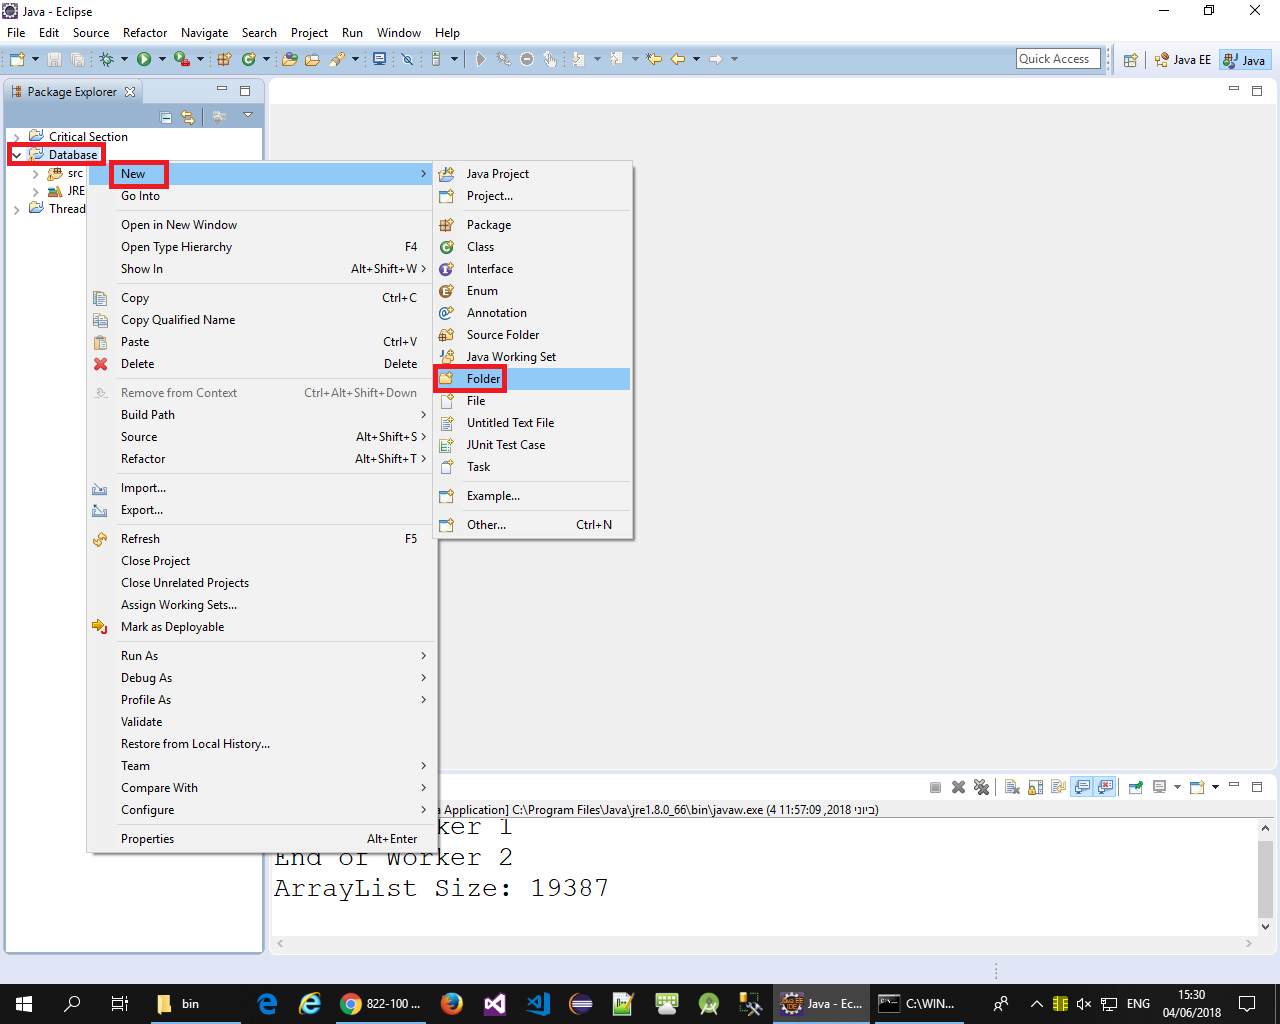 Java - Eclipse
File Edit Source Refactor Navigate Search Project Run Window Help
Quick Access
Java EE
Java
Package Explorer
Critical Section
Database
src
JRE
Thread
New
Go Into
Open in New Window
Open Type Hierarchy F4
Show In Alt+Shift+W
Copy Ctrl+C
Copy Qualified Name
Paste Ctrl+V
Delete Delete
Remove from Context Ctrl+Alt+Shift+Down
Build Path
Source Alt+Shift+S
Refactor Alt+Shift+T
Import...
Export...
Refresh F5
Close Project
Close Unrelated Projects
Assign Working Sets...
Mark as Deployable
Run As
Debug As
Profile As
Validate
Restore from Local History...
Team
Compare With
Configure
Properties Alt+Enter
Java Project
Project...
Package
Class
Interface
Enum
Annotation
Source Folder
Java Working Set
Folder
File
Untitled Text File
JUnit Test Case
Task
Example...
Other... Ctrl+N
Application] C:\Program Files\Java\jre1.8.0_66\bin\javaw.exe (4 ביוני 2018, 11:57:09)
ker 1
End of Worker 2
ArrayList Size: 19387
bin
822-100 ...
Java - Ec...
C:\WIN...
ENG
15:30
04/06/2018